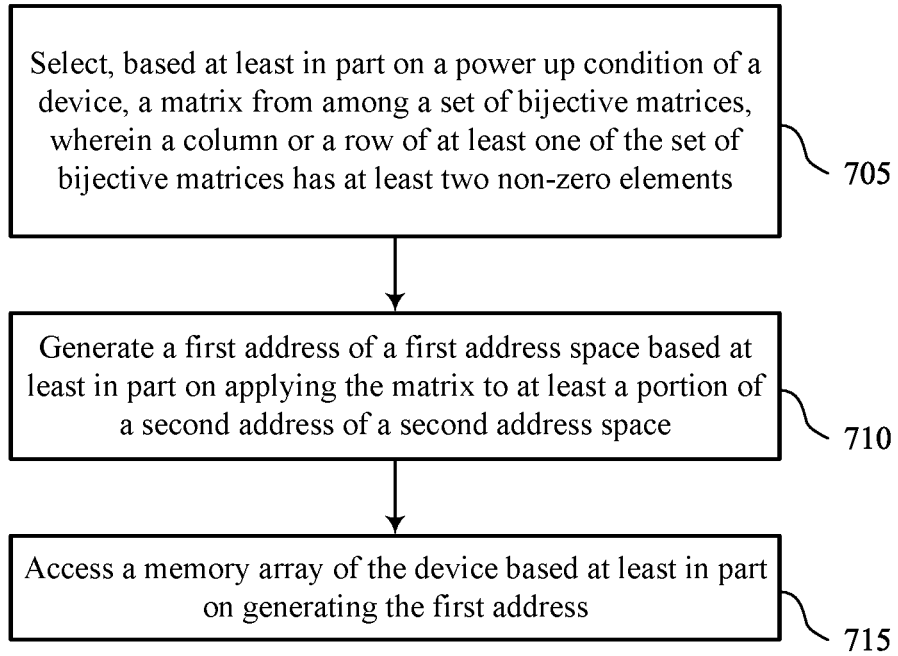 Select, based at least in part on a power up condition of a
device, a matrix from among a set of bijective matrices,
wherein a column or a row of at least one of the set of
bijective matrices has at least two non-zero elements
705
Generate a first address of a first address space based at
least in part on applying the matrix to at least a portion of
a second address of a second address space
710
Access a memory array of the device based at least in part
on generating the first address
715